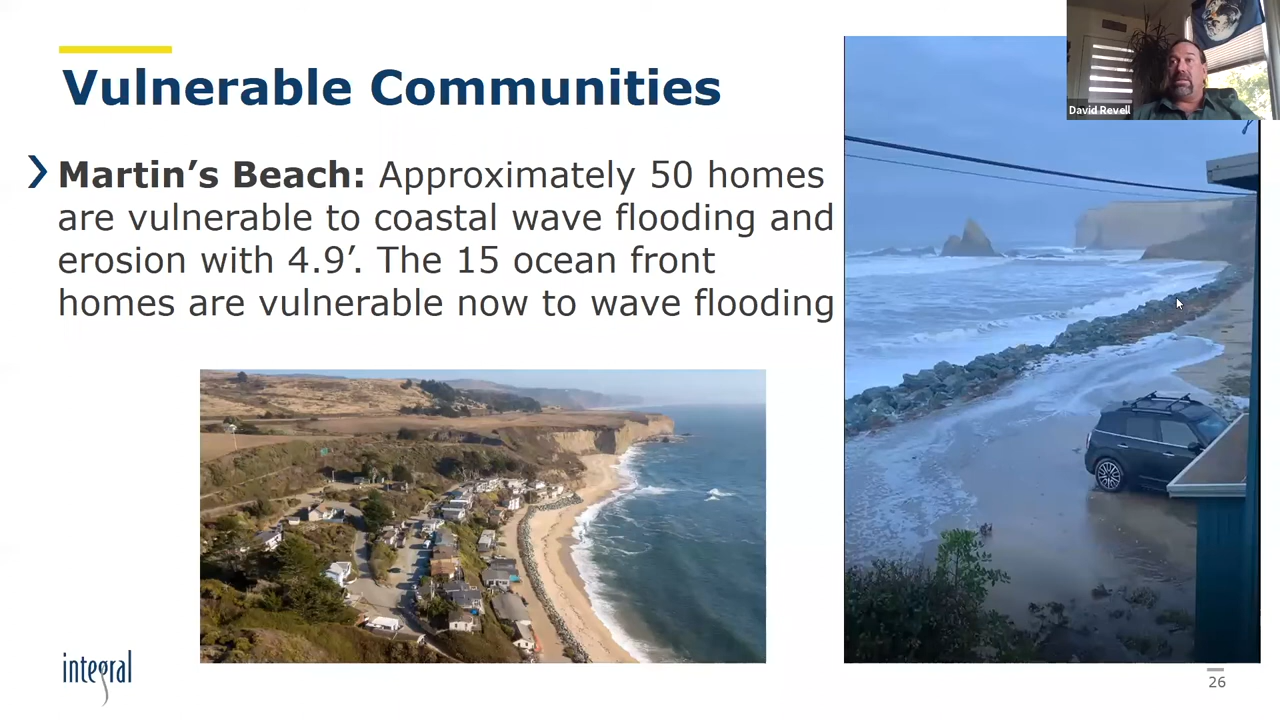 Vulnerable Communities
Martin’s Beach: Approximately 50 homes
are vulnerable to coastal wave flooding and
erosion with 4.9’. The 15 ocean front
homes are vulnerable now to wave flooding
David Revell
integral
26